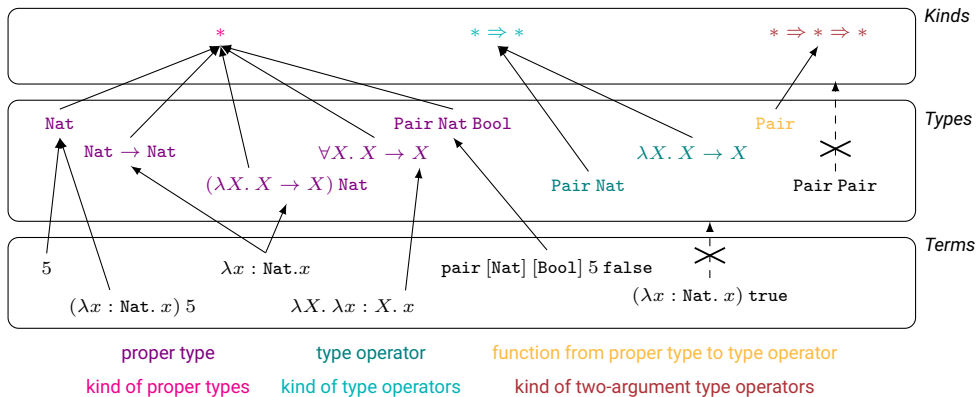 Kinds
∗ ∗ ⇒ ∗ ∗ ⇒ ∗ ⇒ ∗
Types
Nat Pair Nat Bool Pair
Nat → Nat ∀X. X → X λX. X → X
(λX. X → X) Nat Pair Nat Pair Pair
Terms
5 λx : Nat.x pair [Nat] [Bool] 5 false
(λx : Nat. x) 5 λX. λx : X. x (λx : Nat. x) true
proper type type operator function from proper type to type operator
kind of proper types kind of type operators kind of two-argument type operators